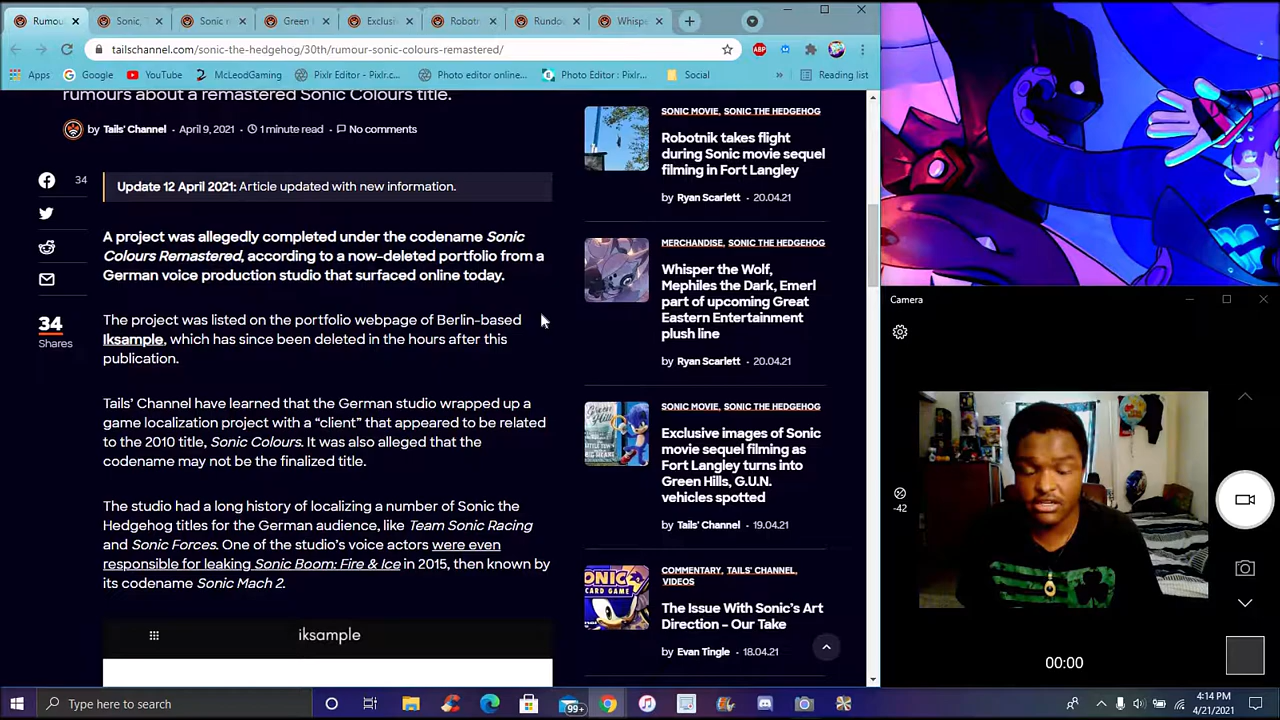 Rumou
Sonic, T
Sonic m
Green I
Exclusi
Robotn
Rundo
Whispe
tailschannel.com/sonic-the-hedgehog/30th/rumour-sonic-colours-remastered/
ABP
Apps
Google
YouTube
McLeodGaming
Pixlr Editor - Pixlr.c...
Photo editor online...
Photo Editor : Pixlr...
Social
»
Reading list
rumours about a remastered Sonic Colours title.
by Tails' Channel · April 9, 2021 · 1 minute read · No comments
34
Update 12 April 2021: Article updated with new information.
A project was allegedly completed under the codename Sonic
Colours Remastered, according to a now-deleted portfolio from a
German voice production studio that surfaced online today.
34
Shares
The project was listed on the portfolio webpage of Berlin-based
Iksample, which has since been deleted in the hours after this
publication.
Tails' Channel have learned that the German studio wrapped up a
game localization project with a “client” that appeared to be related
to the 2010 title, Sonic Colours. It was also alleged that the
codename may not be the finalized title.
The studio had a long history of localizing a number of Sonic the
Hedgehog titles for the German audience, like Team Sonic Racing
and Sonic Forces. One of the studio's voice actors were even
responsible for leaking Sonic Boom: Fire & Ice in 2015, then known by
its codename Sonic Mach 2.
iksample
SONIC MOVIE, SONIC THE HEDGEHOG
Robotnik takes flight
during Sonic movie sequel
filming in Fort Langley
by Ryan Scarlett · 20.04.21
MERCHANDISE, SONIC THE HEDGEHOG
Whisper the Wolf,
Mephiles the Dark, Emerl
part of upcoming Great
Eastern Entertainment
plush line
by Ryan Scarlett · 20.04.21
SONIC MOVIE, SONIC THE HEDGEHOG
Exclusive images of Sonic
movie sequel filming as
Fort Langley turns into
Green Hills, G.U.N.
vehicles spotted
by Tails' Channel · 19.04.21
COMMENTARY, TAILS' CHANNEL,
VIDEOS
The Issue With Sonic's Art
Direction – Our Take
by Evan Tingle · 18.04.21
SONIC
CARD GAME
Camera
-42
00:00
Type here to search
99+
4:14 PM
4/21/2021